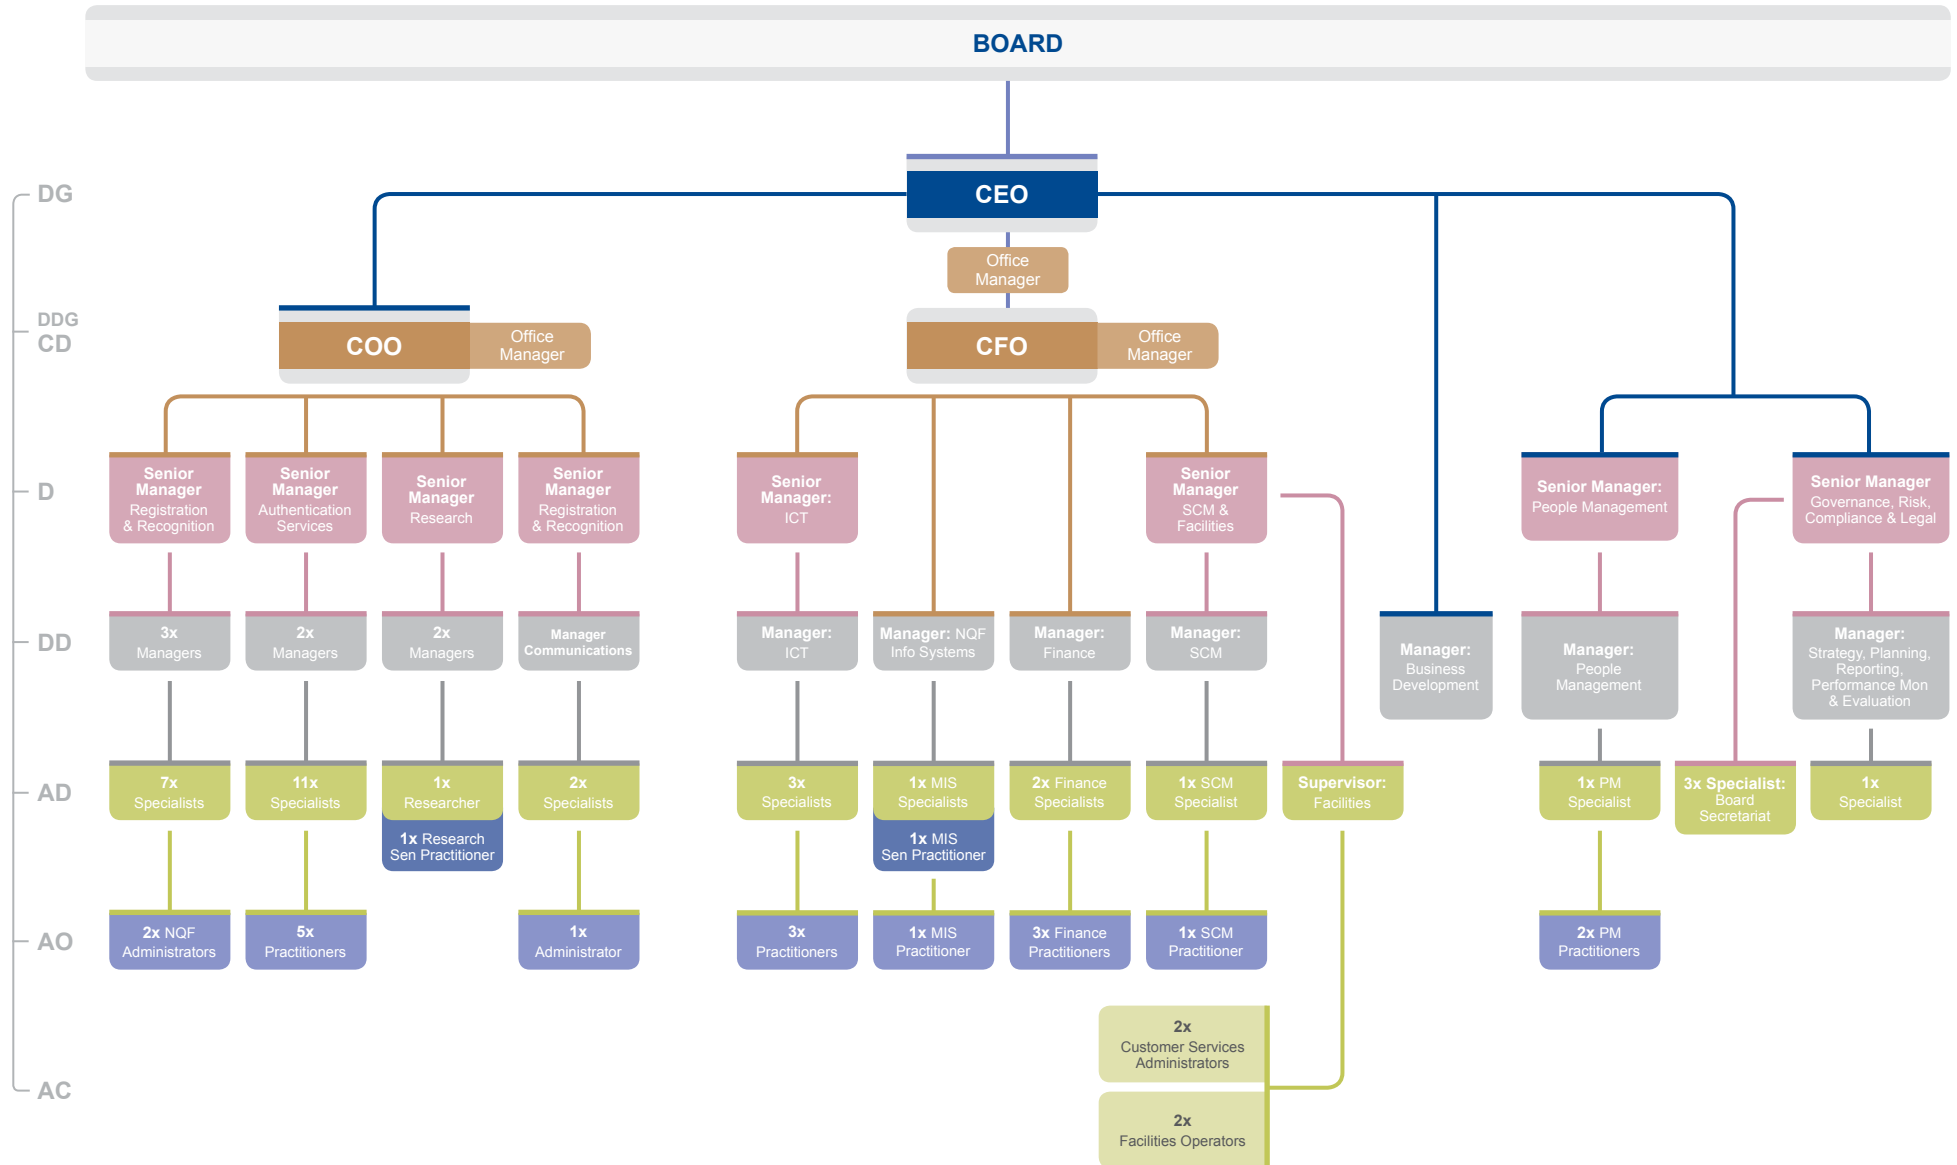 BOARD
DG
CEO
Office
Manager
DDG
CD
COO
Office
Manager
CFO
Office
Manager
D
Senior
Manager
Registration
& Recognition
Senior
Manager
Authentication
Services
Senior
Manager
Research
Senior
Manager
Registration
& Recognition
Senior
Manager:
ICT
Senior
Manager
SCM &
Facilities
Senior Manager:
People Management
Senior Manager
Governance, Risk,
Compliance & Legal
DD
3x
Managers
2x
Managers
2x
Managers
Manager
Communications
Manager:
ICT
Manager: NQF
Info Systems
Manager:
Finance
Manager:
SCM
Manager:
Business
Development
Manager:
People
Management
Manager:
Strategy, Planning,
Reporting,
Performance Mon
& Evaluation
AD
7x
Specialists
11x
Specialists
1x
Researcher
1x Research
Sen Practitioner
2x
Specialists
3x
Specialists
1x MIS
Specialists
1x MIS
Sen Practitioner
2x Finance
Specialists
1x SCM
Specialist
Supervisor:
Facilities
1x PM
Specialist
3x Specialist:
Board
Secretariat
1x
Specialist
AO
2x NQF
Administrators
5x
Practitioners
1x
Administrator
3x
Practitioners
1x MIS
Practitioner
3x Finance
Practitioners
1x SCM
Practitioner
2x PM
Practitioners
AC
2x
Customer Services
Administrators
2x
Facilities Operators